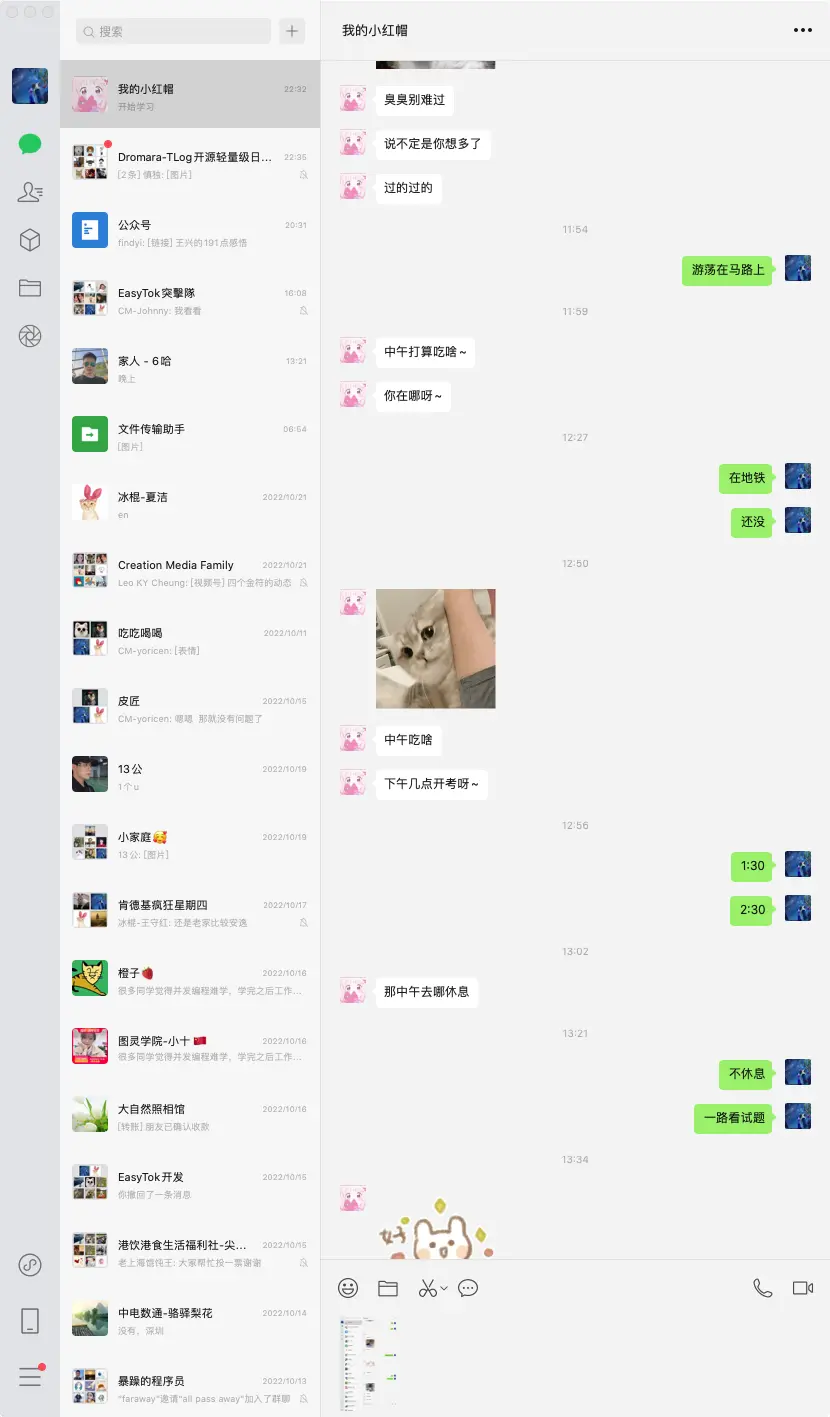 搜索
我的小红帽 22:32
开始学习
Dromara-TLog开源轻量级日... 22:35
[2条] 慎独: [图片]
公众号 20:31
findyi: [链接] 王兴的191点感悟
EasyTok突擊隊 16:08
CM-Johnny: 我看看
家人 - 6哈 13:21
晚上
文件传输助手 06:54
[图片]
冰棍-夏洁 2022/10/21
en
Creation Media Family 2022/10/21
Leo KY Cheung: [视频号] 四个金符的动态
吃吃喝喝 2022/10/11
CM-yoricen: [表情]
皮匠 2022/10/15
CM-yoricen: 嗯嗯 那就没有问题了
13公 2022/10/19
1个u
小家庭🥰 2022/10/19
13公: [图片]
肯德基疯狂星期四 2022/10/17
冰棍-王守红: 还是老家比较安逸
橙子🍓 2022/10/16
很多同学觉得并发编程难学，学完之后工作...
图灵学院-小十🇨🇳 2022/10/16
很多同学觉得并发编程难学，学完之后工作...
大自然照相馆 2022/10/16
[转账] 朋友已确认收款
EasyTok开发 2022/10/15
你撤回了一条消息
港饮港食生活福利社-尖... 2022/10/15
老上海馄饨王: 大家帮忙投一票谢谢
中电数通-骆驿梨花 2022/10/14
没有，深圳
暴躁的程序员 2022/10/13
"faraway"邀请"all pass away"加入了群聊
我的小红帽
臭臭别难过
说不定是你想多了
过的过的
11:54
游荡在马路上
11:59
中午打算吃啥~
你在哪呀~
12:27
在地铁
还没
12:50
中午吃啥
下午几点开考呀~
12:56
1:30
2:30
13:02
那中午去哪休息
13:21
不休息
一路看试题
13:34
好